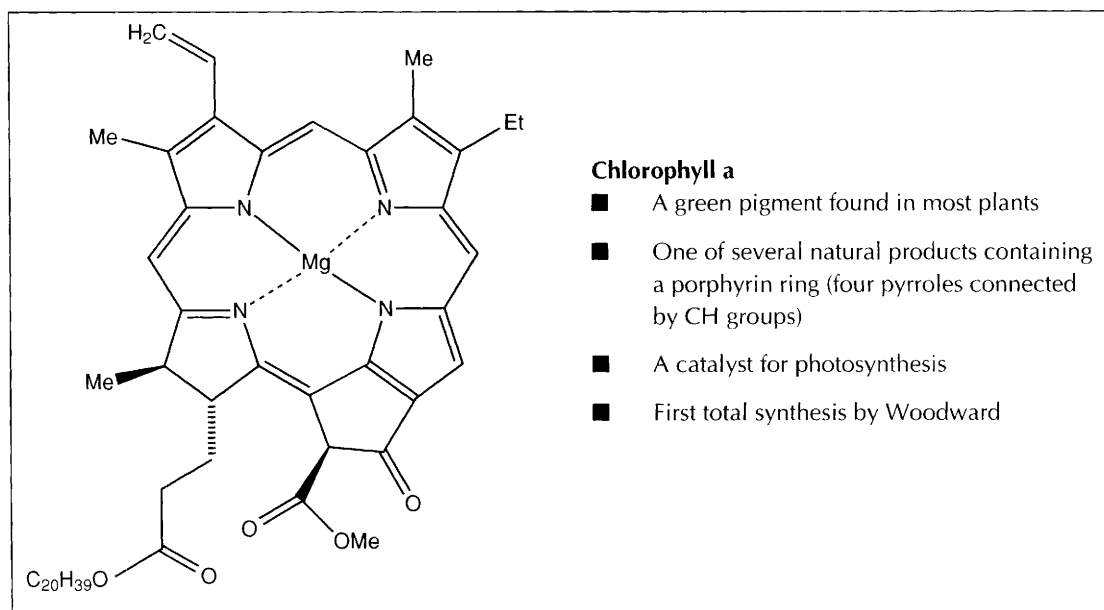 H₂C
Me
Et
Me
N
N
Mg
N
N
Me
O
O
OMe
C₂₀H₃₉O
O
Chlorophyll a
■ A green pigment found in most plants
■ One of several natural products containing
a porphyrin ring (four pyrroles connected
by CH groups)
■ A catalyst for photosynthesis
■ First total synthesis by Woodward